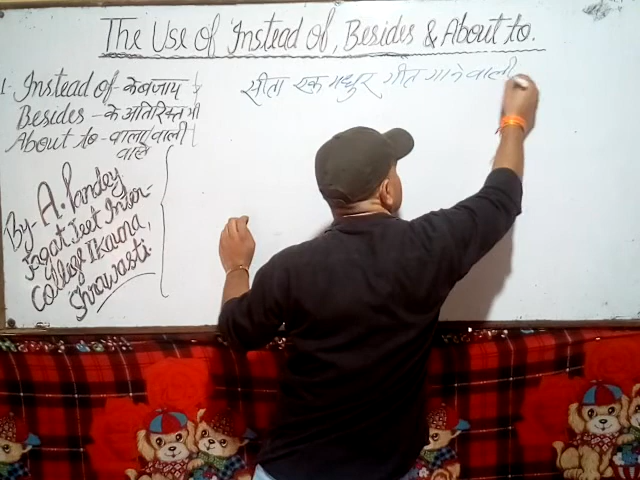 The Use of Instead of, Besides & About to.
1- Instead of - के बजाय
Besides - के अतिरिक्त भी
About to - वाला/वाली
वाले
By- A. Pandey
Jagat Jeet Inter-
College Ikauna,
Shrawasti.
सीता एक मधुर गीत गाने वाली